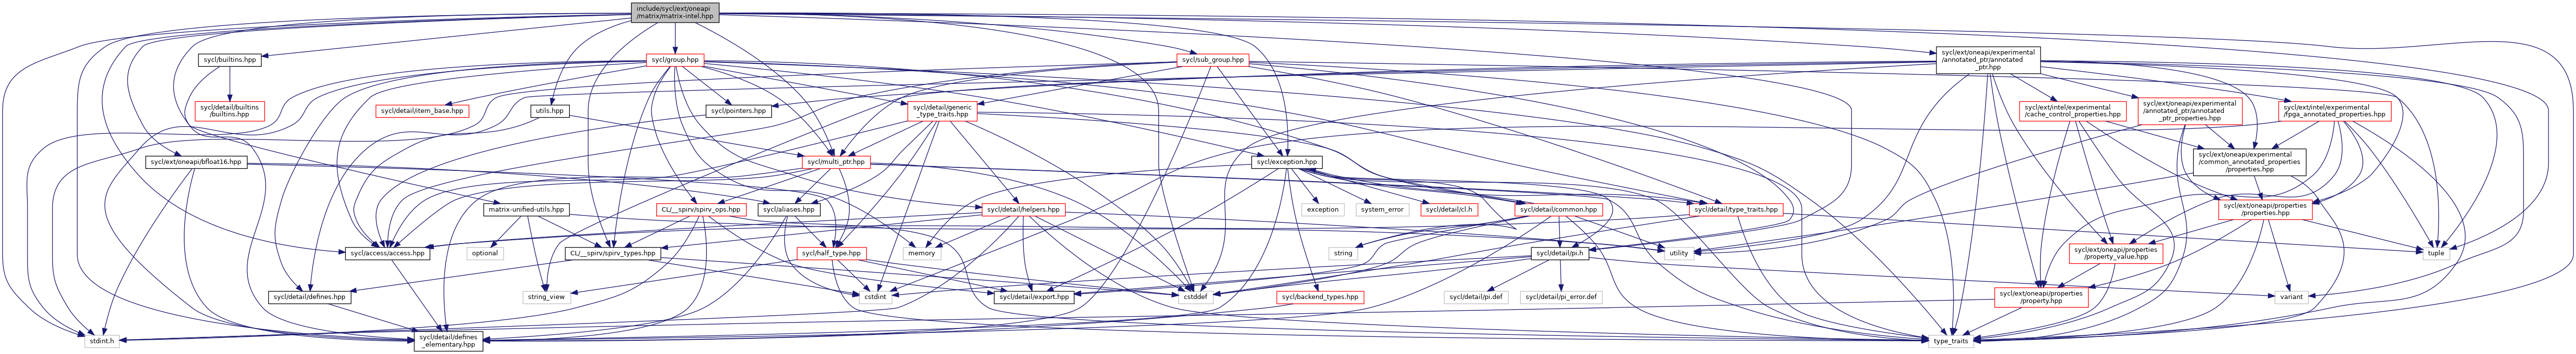 include/sycl/ext/oneapi
/matrix/matrix-intel.hpp
sycl/builtins.hpp
sycl/group.hpp
sycl/sub_group.hpp
sycl/ext/oneapi/experimental
/annotated_ptr/annotated
_ptr.hpp
sycl/detail/builtins
/builtins.hpp
sycl/detail/item_base.hpp
utils.hpp
sycl/pointers.hpp
sycl/detail/generic
_type_traits.hpp
sycl/ext/intel/experimental
/cache_control_properties.hpp
sycl/ext/oneapi/experimental
/annotated_ptr/annotated
_ptr_properties.hpp
sycl/ext/intel/experimental
/fpga_annotated_properties.hpp
sycl/ext/oneapi/bfloat16.hpp
sycl/multi_ptr.hpp
sycl/exception.hpp
sycl/ext/oneapi/experimental
/common_annotated_properties
/properties.hpp
matrix-unified-utils.hpp
CL/__spirv/spirv_ops.hpp
sycl/aliases.hpp
sycl/detail/helpers.hpp
exception
system_error
sycl/detail/cl.h
sycl/detail/common.hpp
sycl/detail/type_traits.hpp
sycl/ext/oneapi/properties
/properties.hpp
sycl/access/access.hpp
optional
CL/__spirv/spirv_types.hpp
sycl/half_type.hpp
memory
string
sycl/detail/pi.h
utility
sycl/ext/oneapi/properties
/property_value.hpp
tuple
sycl/detail/defines.hpp
string_view
cstdint
sycl/detail/export.hpp
cstddef
sycl/backend_types.hpp
sycl/detail/pi.def
sycl/detail/pi_error.def
sycl/ext/oneapi/properties
/property.hpp
variant
stdint.h
sycl/detail/defines
_elementary.hpp
type_traits